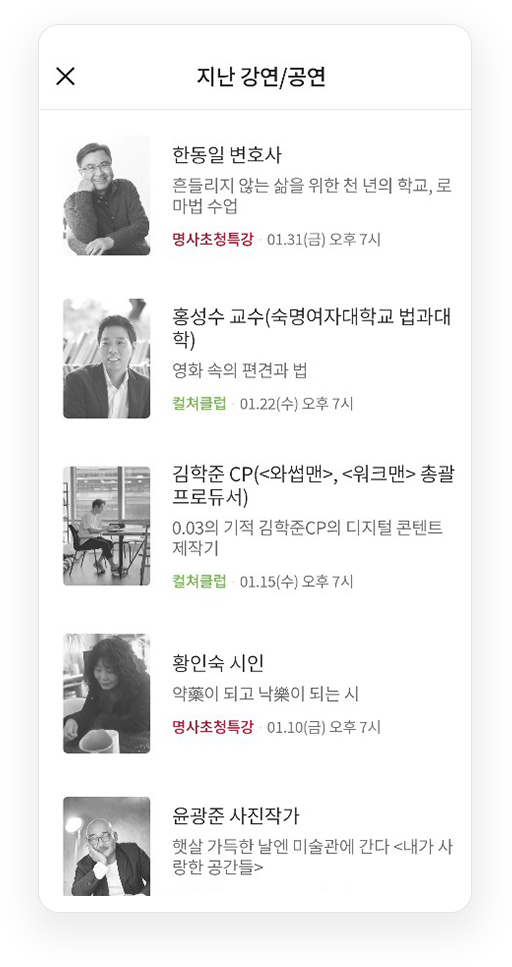 지난 강연/공연
한동일 변호사
흔들리지 않는 삶을 위한 천 년의 학교, 로
마법 수업
명사초청특강 · 01.31(금) 오후 7시
홍성수 교수(숙명여자대학교 법과대
학)
영화 속의 편견과 법
컬쳐클럽 · 01.22(수) 오후 7시
김학준 CP(<와썹맨>, <워크맨> 총괄
프로듀서)
0.03의 기적 김학준CP의 디지털 콘텐트
제작기
컬쳐클럽 · 01.15(수) 오후 7시
황인숙 시인
약藥이 되고 낙樂이 되는 시
명사초청특강 · 01.10(금) 오후 7시
윤광준 사진작가
햇살 가득한 날엔 미술관에 간다 <내가 사
랑한 공간들>